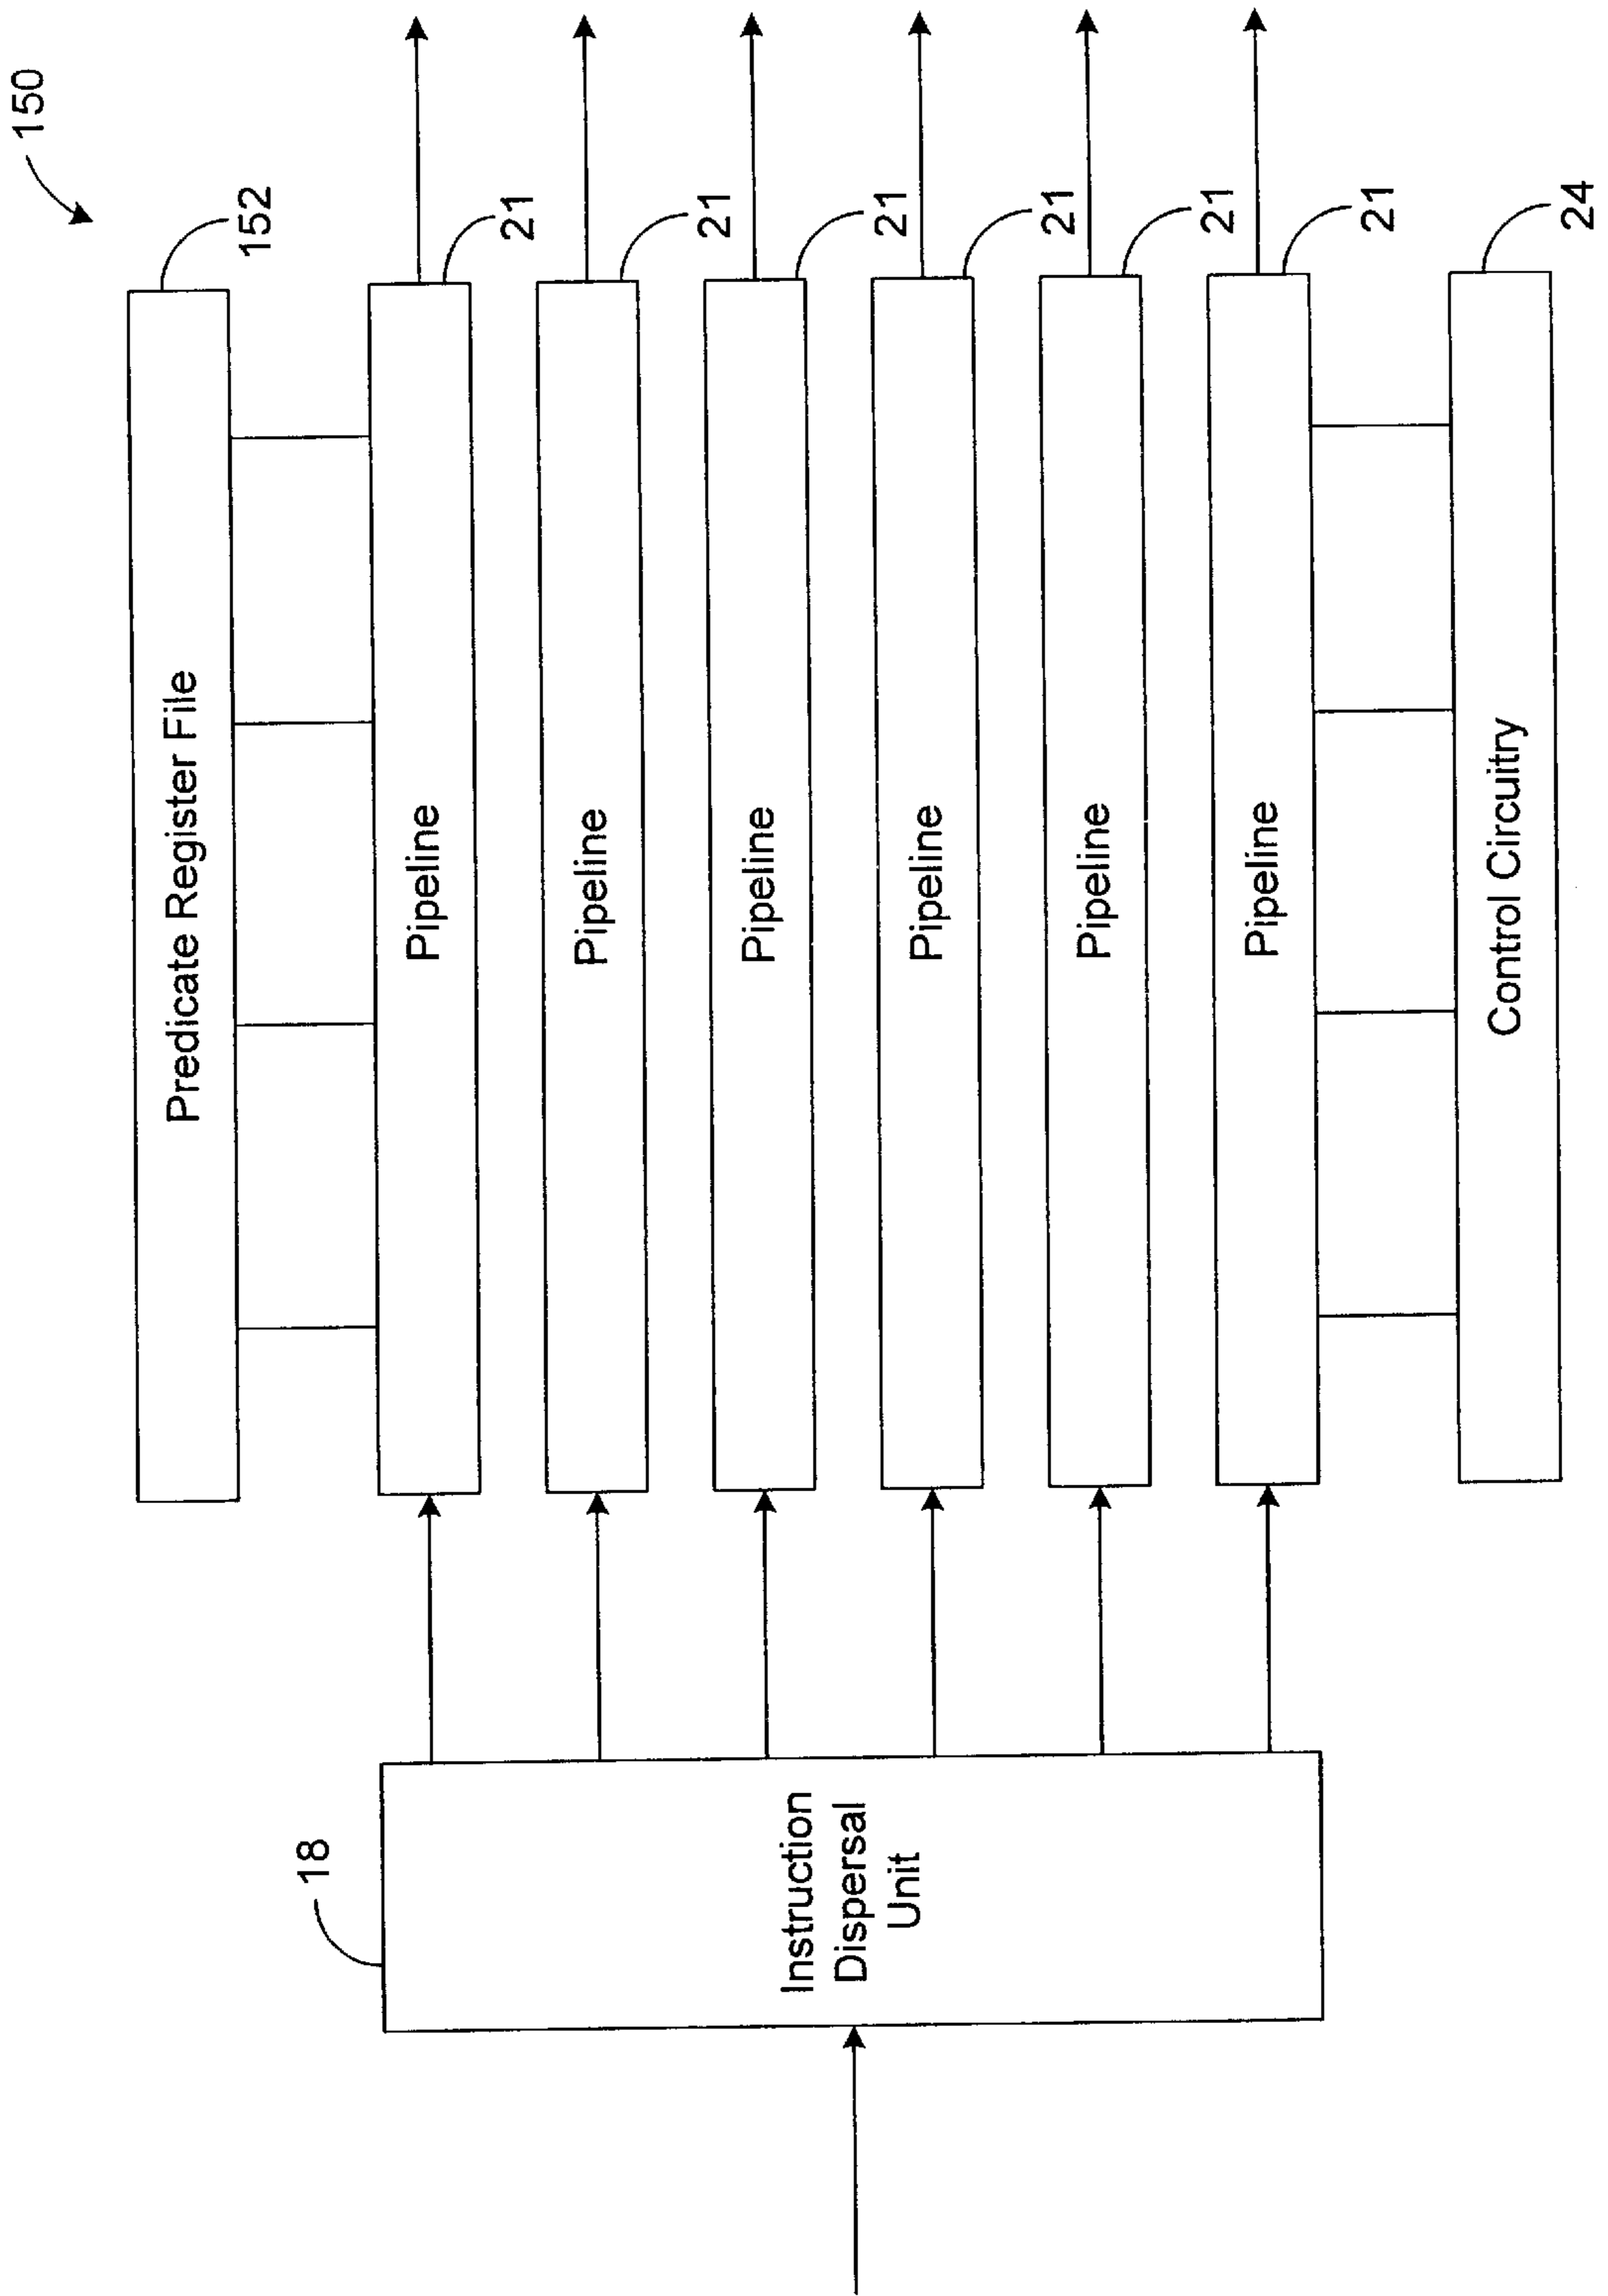 150
152
Predicate Register File
21
Pipeline
21
Pipeline
21
Pipeline
21
Pipeline
21
Pipeline
21
Pipeline
24
Control Circuitry
18
Instruction
Dispersal
Unit